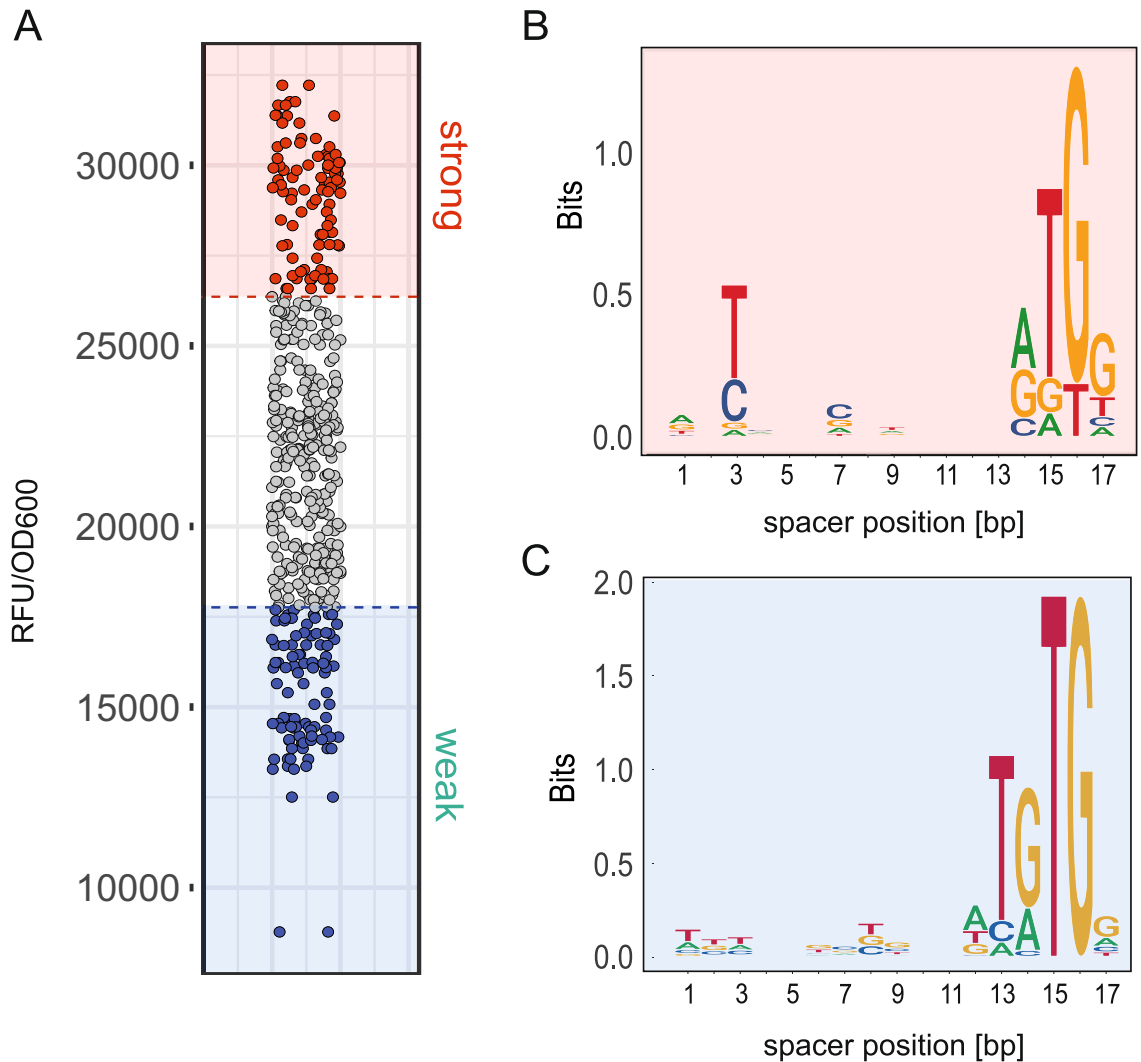 A
RFU/OD600
30000
25000
20000
15000
10000
strong
weak
B
Bits
1.0
0.5
0.0
T
C
G
A
A
G
C
T
G
A
G
T
G
T
C
A
C
G
A
1 3 5 7 9 11 13 15 17
spacer position [bp]
C
Bits
2.0
1.5
1.0
0.5
0.0
T
A
T
T
T
G
C
A
T
G
T
C
A
G
A
T
G
G
A
1 3 5 7 9 11 13 15 17
spacer position [bp]